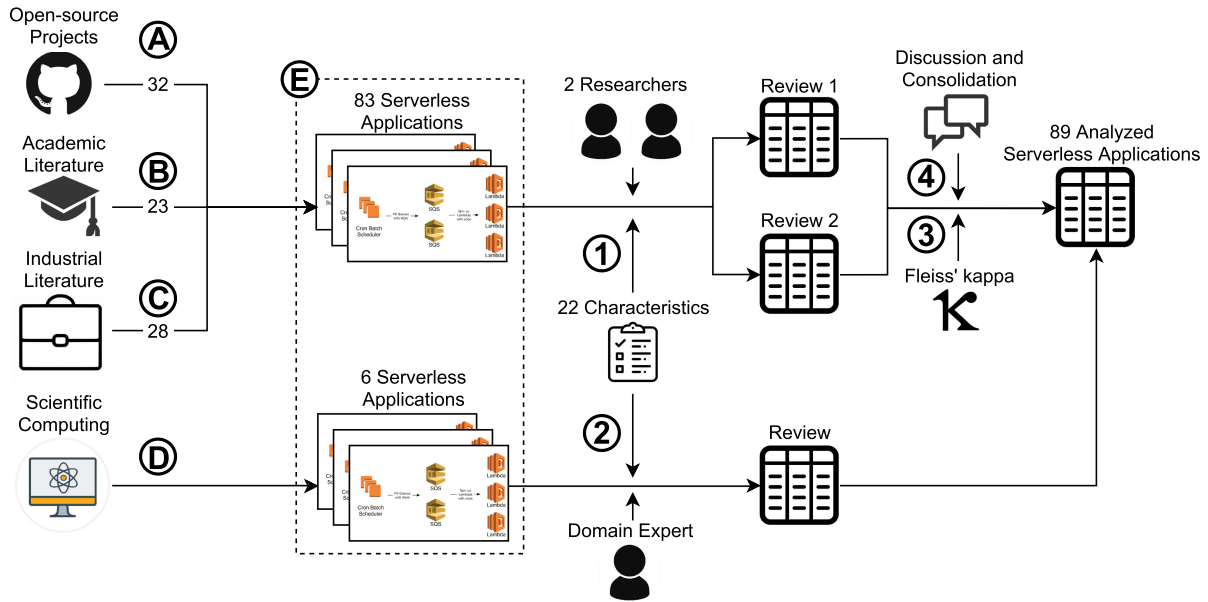 Open-source
Projects
A
32
Academic
Literature
B
23
Industrial
Literature
C
28
Scientific
Computing
D
E
83 Serverless
Applications
Cron Batch
Scheduler
SQS
SQS
Lambda
Lambda
Lambda
6 Serverless
Applications
Cron Batch
Scheduler
SQS
SQS
Lambda
Lambda
Lambda
2 Researchers
1
22 Characteristics
2
Domain Expert
Review 1
Review 2
Review
Discussion and
Consolidation
4
3
Fleiss' kappa
κ
89 Analyzed
Serverless Applications